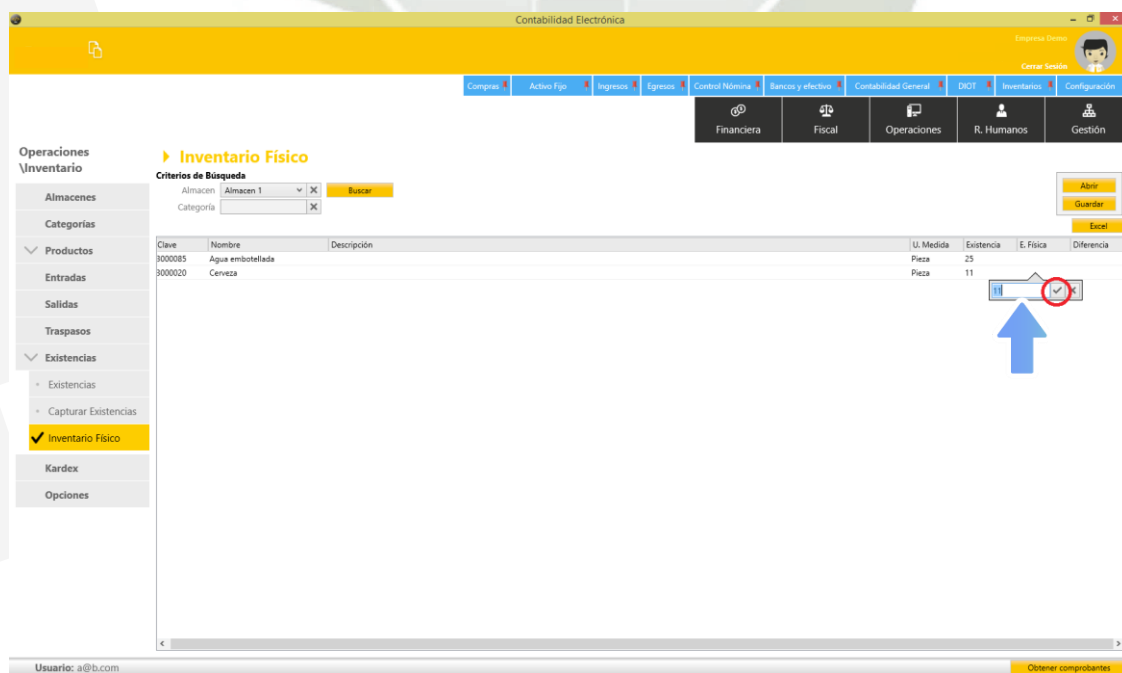 Contabilidad Electrónica
Empresa Demo
Cerrar Sesión
Compras Activo Fijo Ingresos Egresos Control Nómina Bancos y efectivo Contabilidad General DIOT Inventarios Configuración
Financiera Fiscal Operaciones R. Humanos Gestión
Operaciones
\Inventario
Almacenes
Categorías
Productos
Entradas
Salidas
Traspasos
Existencias
Existencias
Capturar Existencias
Inventario Físico
Kardex
Opciones
Inventario Físico
Criterios de Búsqueda
Almacen Almacen 1 Buscar
Categoría
Abrir
Guardar
Excel
Clave Nombre Descripción U. Medida Existencia E. Física Diferencia
3000085 Agua embotellada Pieza 25
3000020 Cerveza Pieza 11
11
Usuario: a@b.com Obtener comprobantes